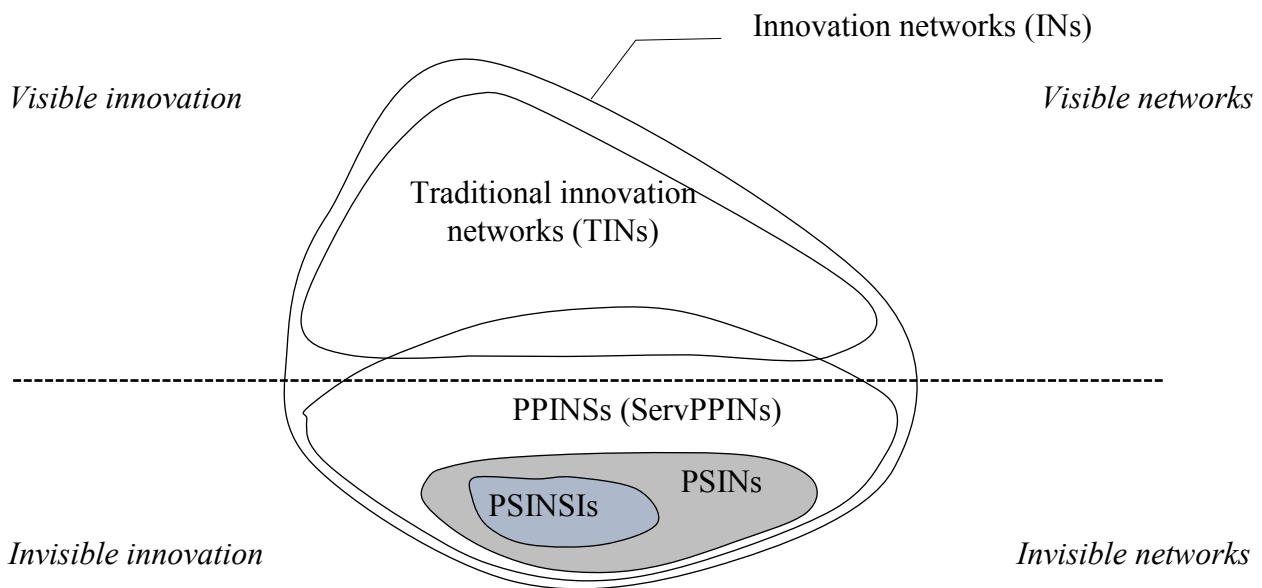 Innovation networks (INs)
Visible innovation
Visible networks
Traditional innovation
networks (TINs)
PPINSs (ServPPINs)
PSINs
PSINSIs
Invisible innovation
Invisible networks